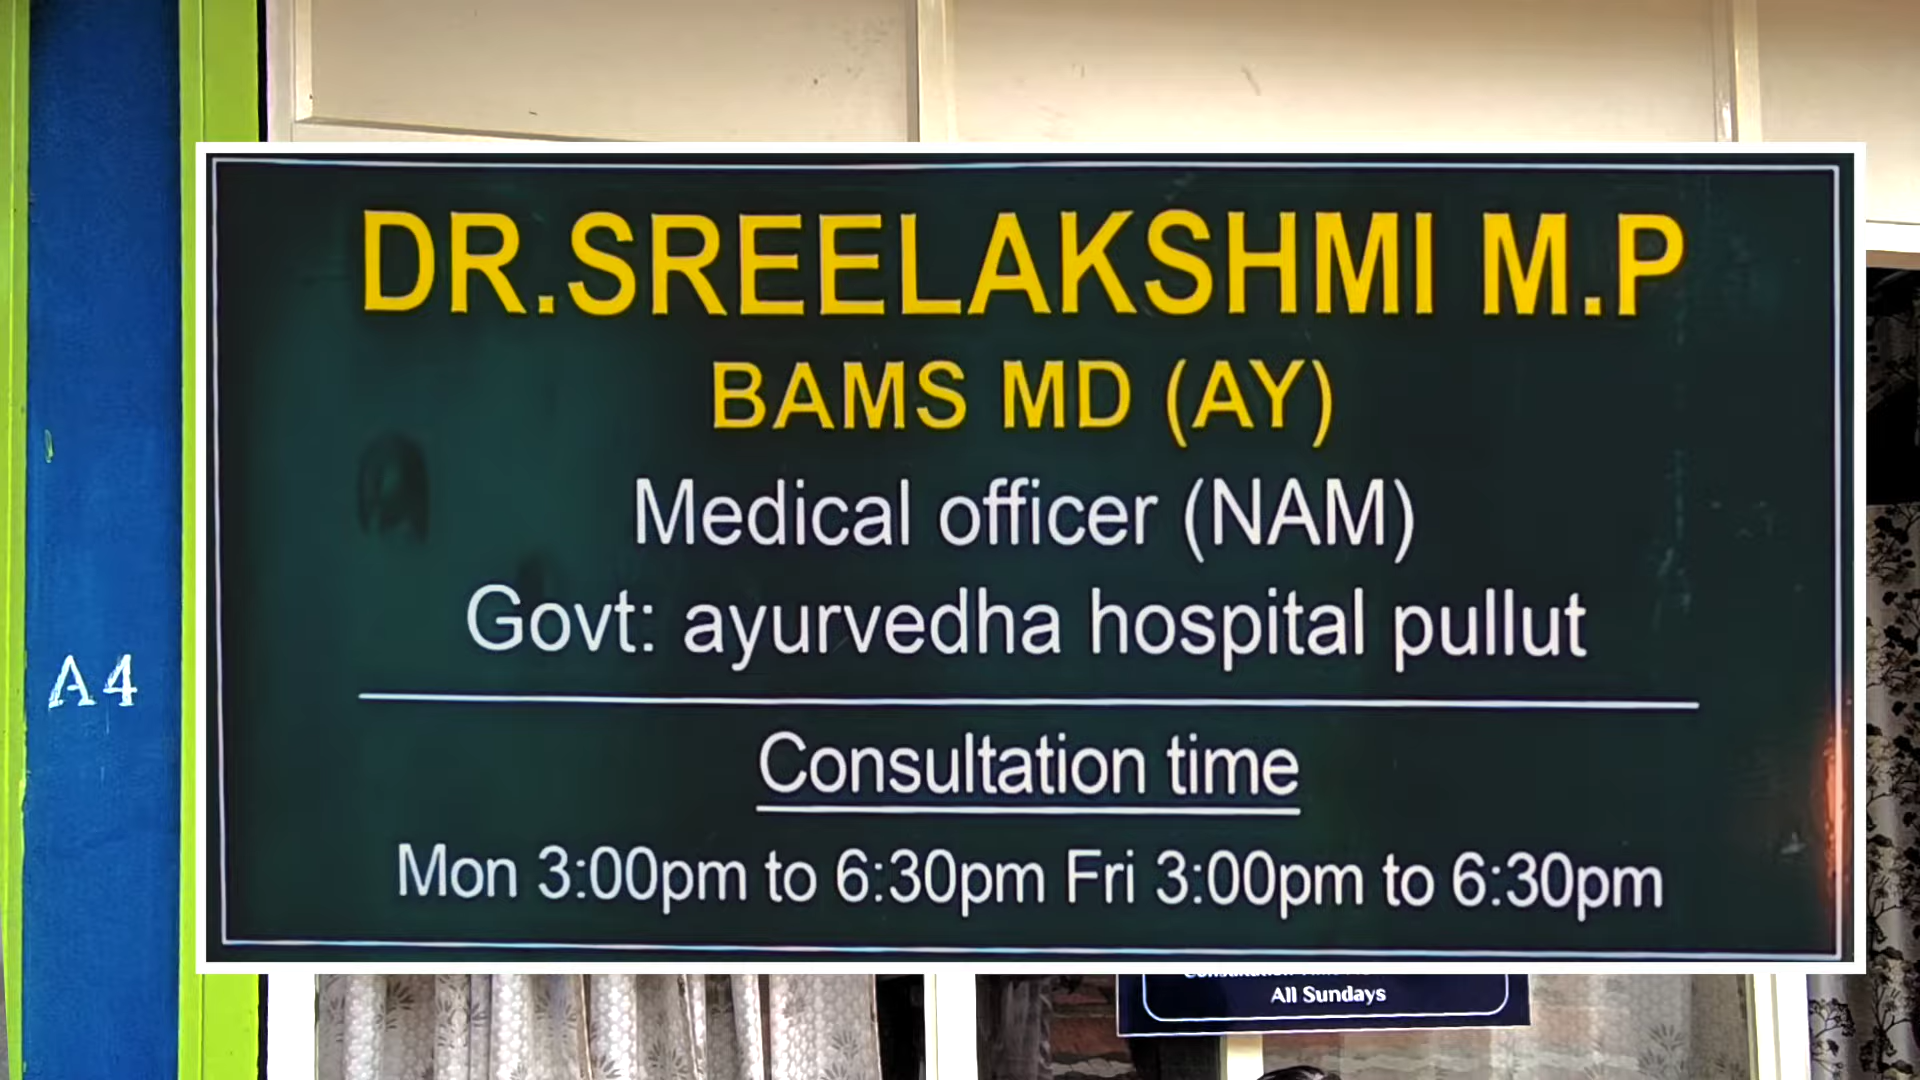 DR.SREELAKSHMI M.P
BAMS MD (AY)
Medical officer (NAM)
Govt: ayurvedha hospital pullut
Consultation time
Mon 3:00pm to 6:30pm Fri 3:00pm to 6:30pm
A4
All Sundays